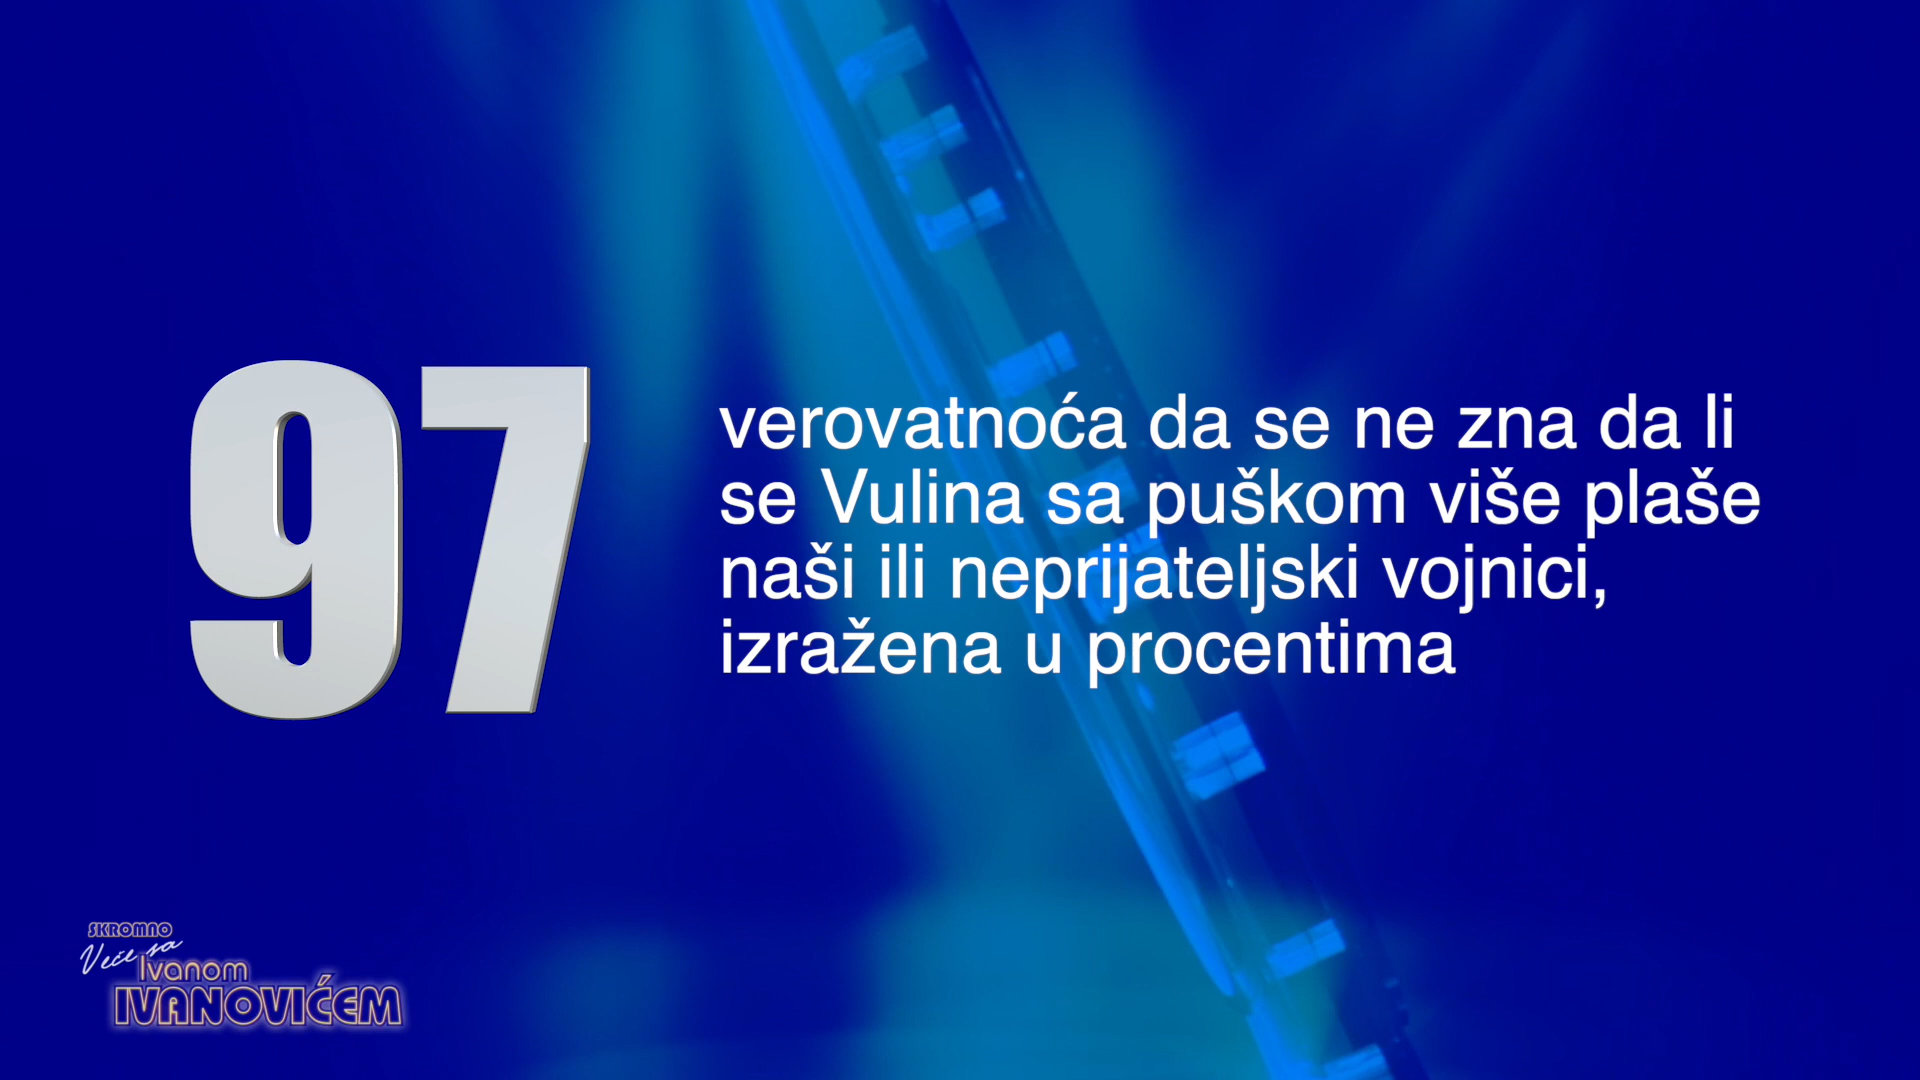 97
verovatnoća da se ne zna da li
se Vulina sa puškom više plaše
naši ili neprijateljski vojnici,
izražena u procentima
SKROMNO
Veče sa
Ivanom
IVANOVIĆEM